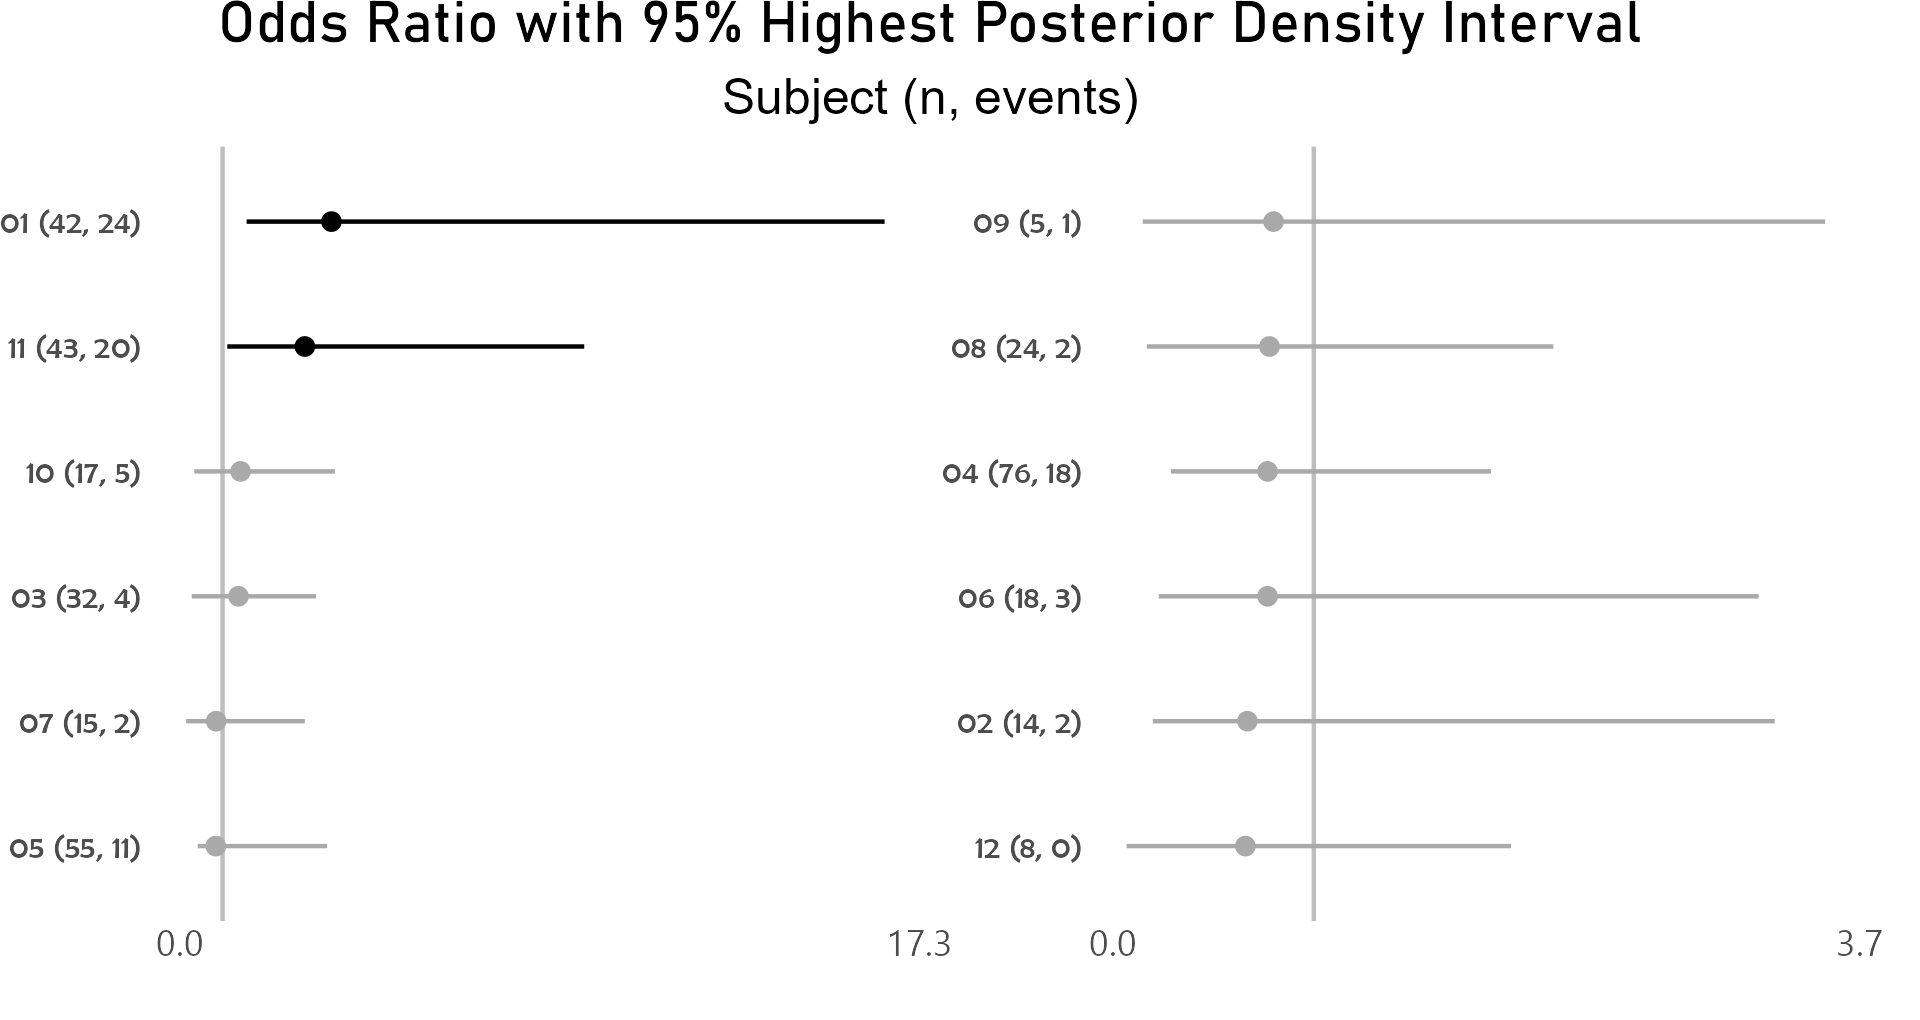 Odds Ratio with 95% Highest Posterior Density Interval
Subject (n, events)
01 (42, 24)
11 (43, 20)
10 (17, 5)
03 (32, 4)
07 (15, 2)
05 (55, 11)
0.0
17.3
09 (5, 1)
08 (24, 2)
04 (76, 18)
06 (18, 3)
02 (14, 2)
12 (8, 0)
0.0
3.7